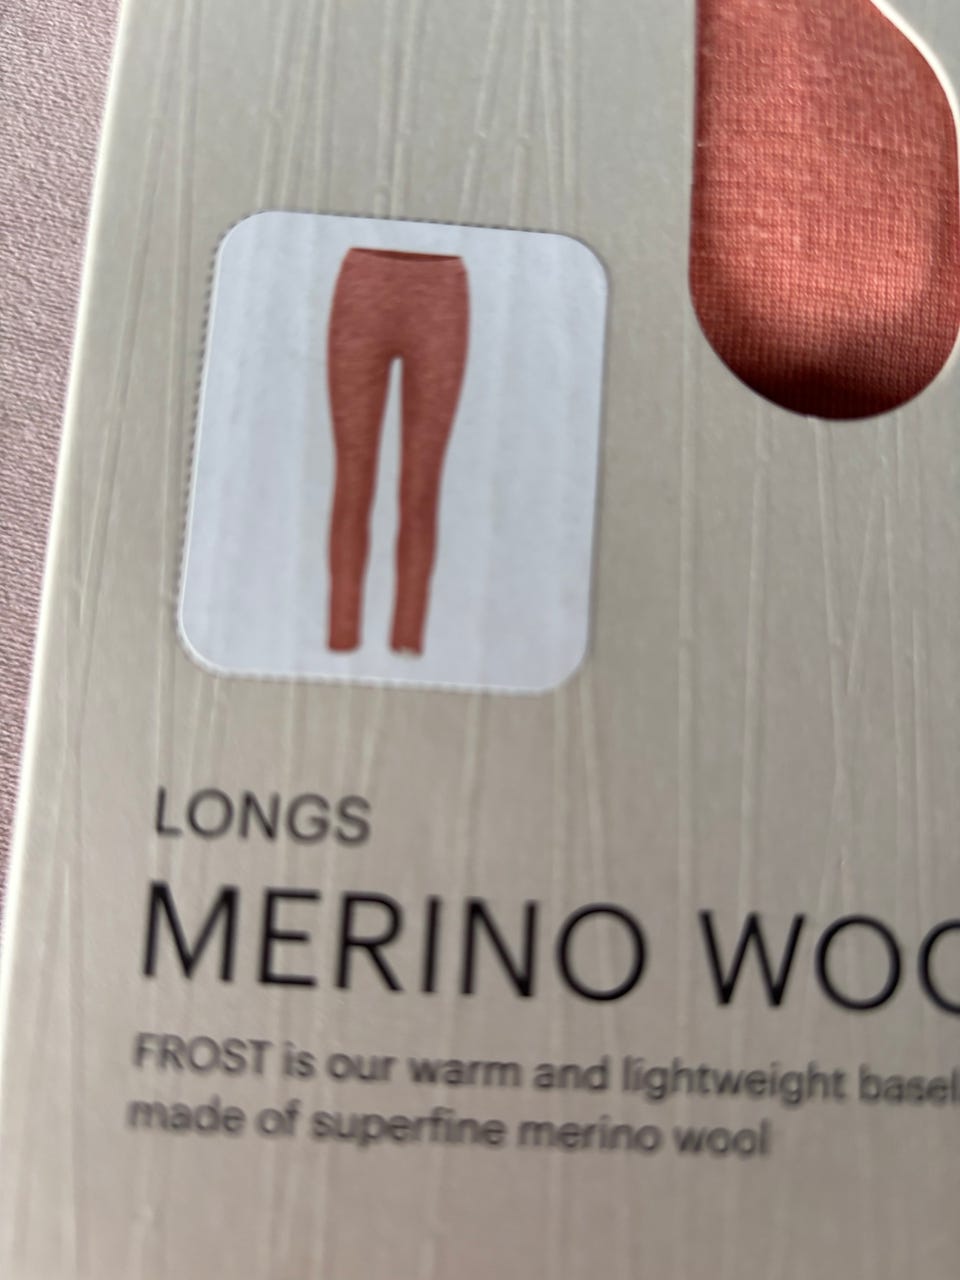 LONGS
MERINO WOO
FROST is our warm and lightweight basel
made of superfine merino wool